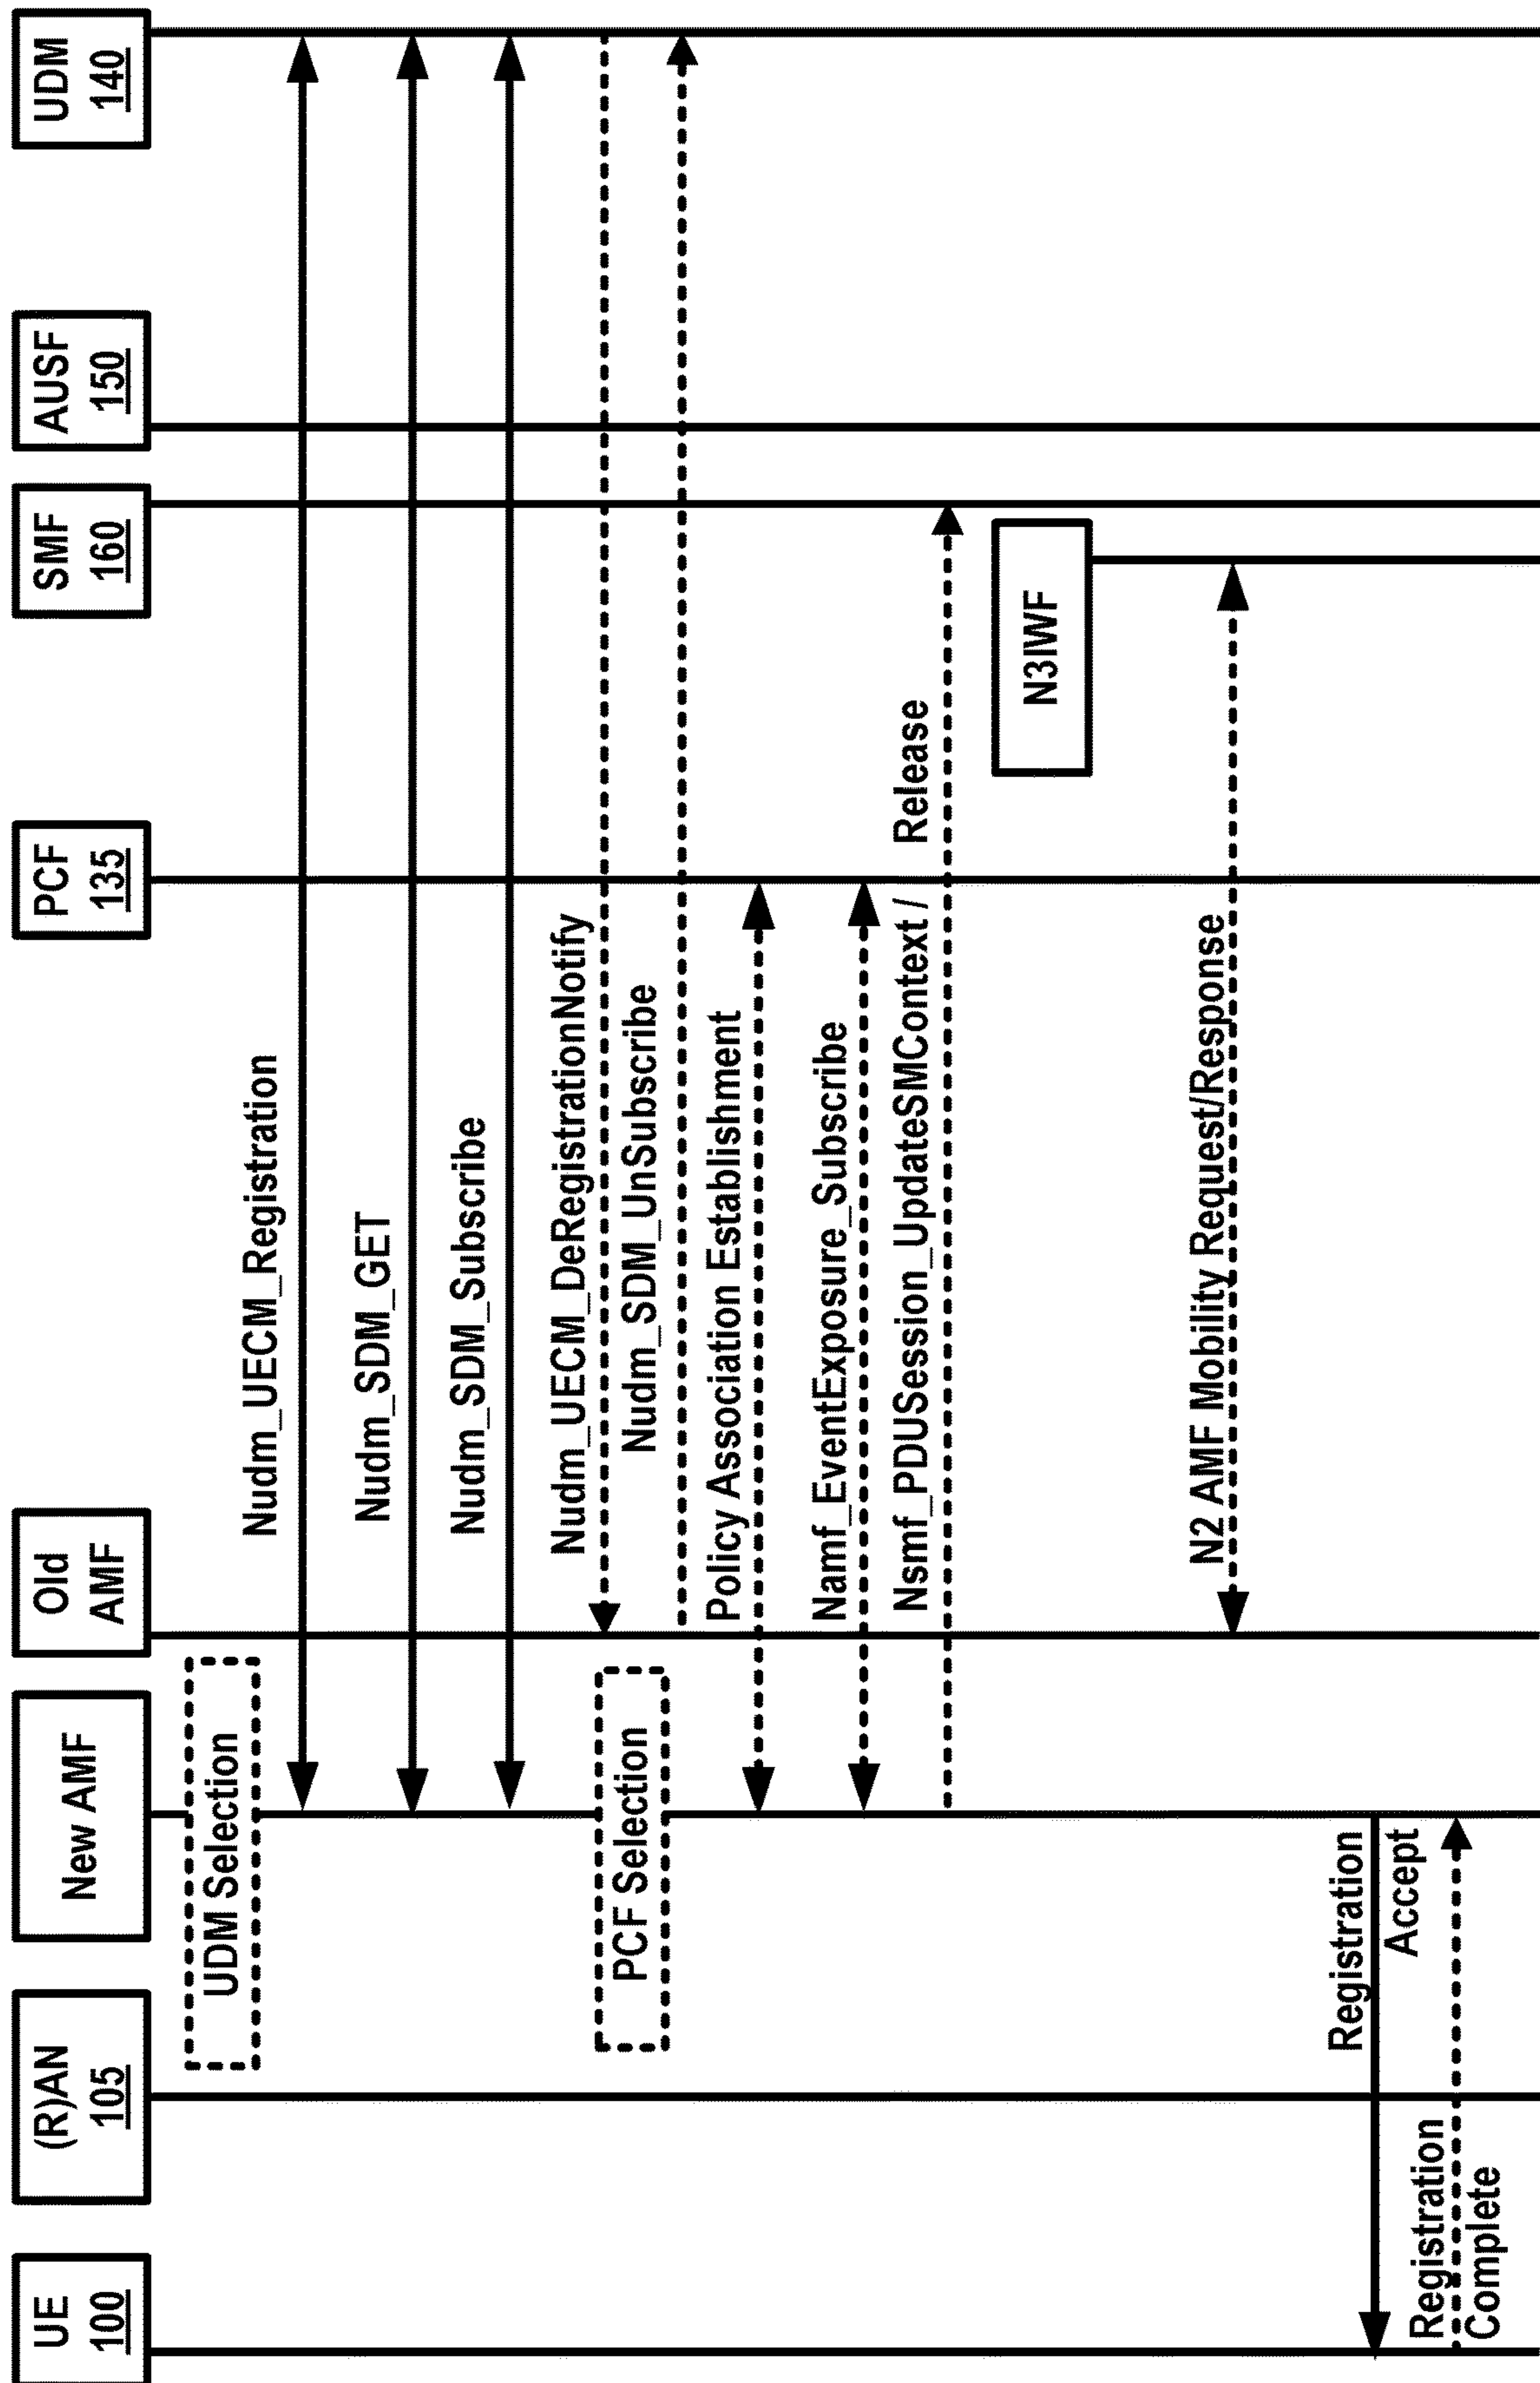 UE
100
(R)AN
105
New AMF
Old
AMF
PCF
135
SMF
160
AUSF
150
UDM
140
UDM Selection
Nudm_UECM_Registration
Nudm_SDM_GET
Nudm_SDM_Subscribe
Nudm_UECM_DeRegistrationNotify
PCF Selection
Nudm_SDM_UnSubscribe
Policy Association Establishment
Namf_EventExposure_Subscribe
Nsmf_PDUSession_UpdateSMContext / Release
N3IWF
N2 AMF Mobility Request/Response
Registration
Accept
Registration
Complete